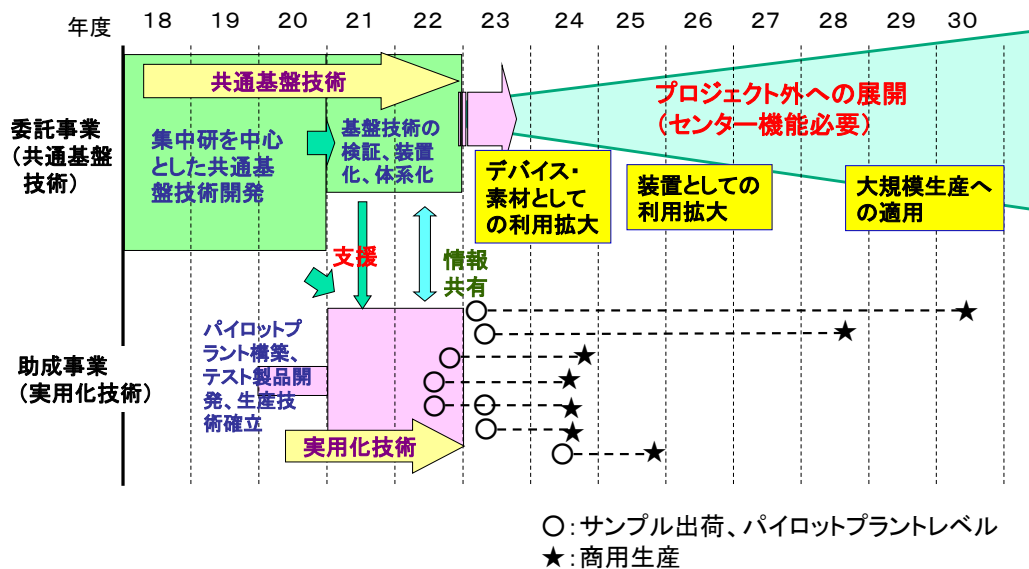 年度
18 19 20 21 22 23 24 25 26 27 28 29 30
共通基盤技術
委託事業
（共通基盤
技術）
集中研を中心
とした共通基
盤技術開発
基盤技術の
検証、装置
化、体系化
プロジェクト外への展開
（センター機能必要）
デバイス・
素材として
の利用拡大
装置としての
利用拡大
大規模生産へ
の適用
支援
情報
共有
助成事業
（実用化技術）
パイロットプ
ラント構築、
テスト製品開
発、生産技
術確立
実用化技術
○：サンプル出荷、パイロットプラントレベル
★：商用生産